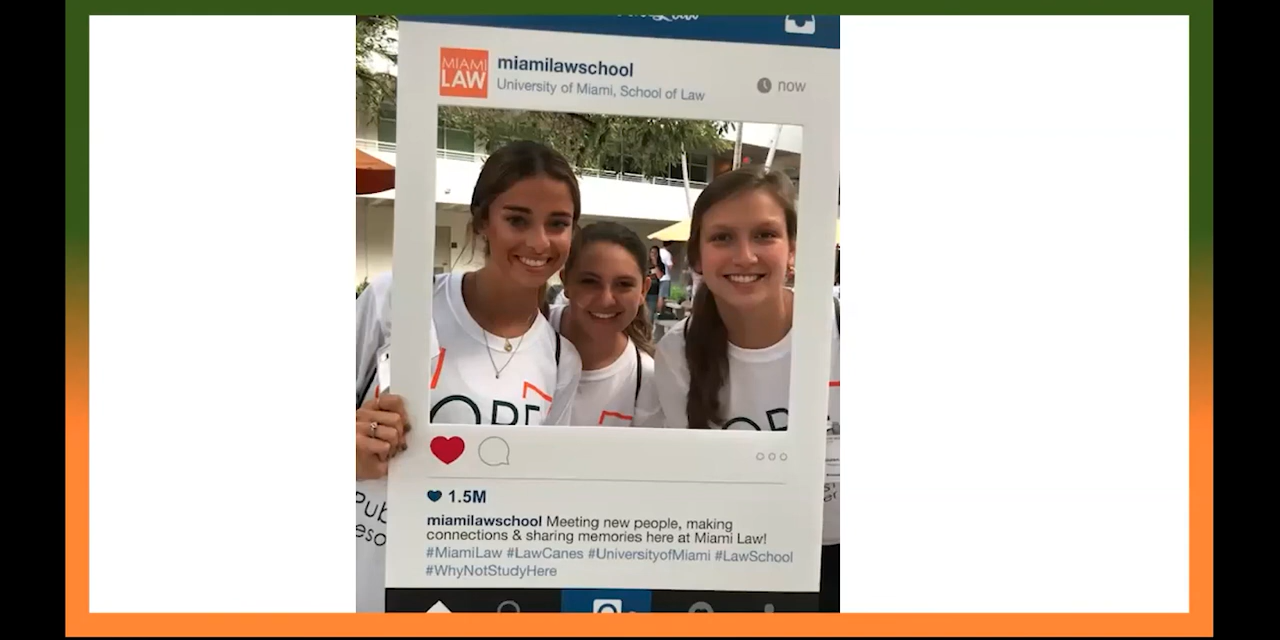 MIAMI
LAW
miamilawschool
University of Miami, School of Law
now
1.5M
miamilawschool Meeting new people, making
connections & sharing memories here at Miami Law!
#MiamiLaw #LawCanes #UniversityofMiami #LawSchool
#WhyNotStudyHere